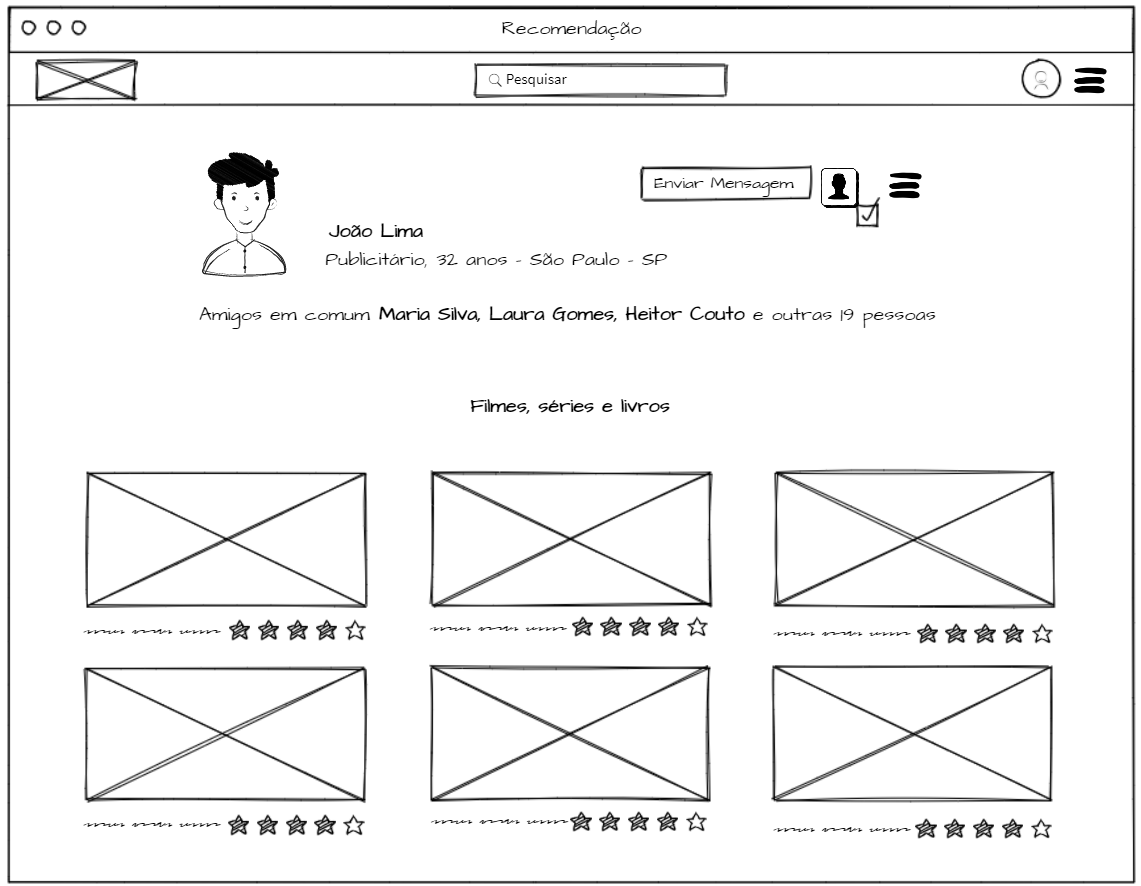 Recomendação
Pesquisar
Enviar Mensagem
João Lima
Publicitário, 32 anos - São Paulo - SP
Amigos em comum Maria Silva, Laura Gomes, Heitor Couto e outras 19 pessoas
Filmes, séries e livros